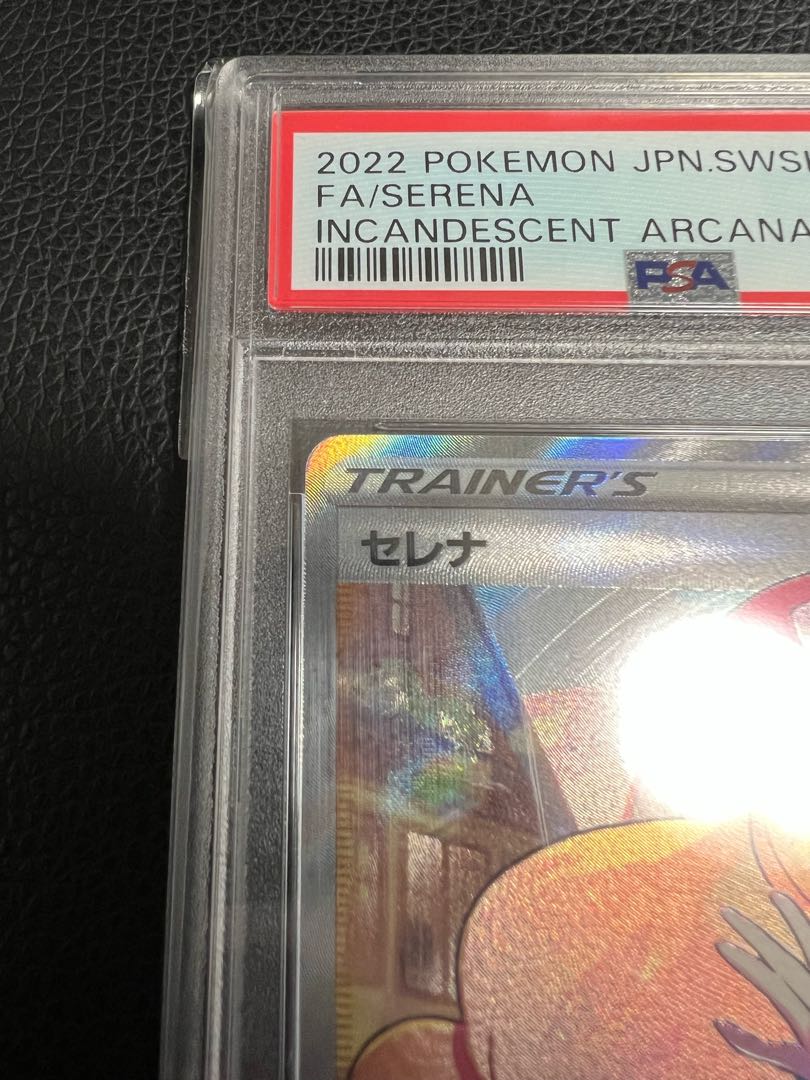 2022 POKEMON JPN.SWSH
FA/SERENA
INCANDESCENT ARCANA
PSA
TRAINER'S
セレナ